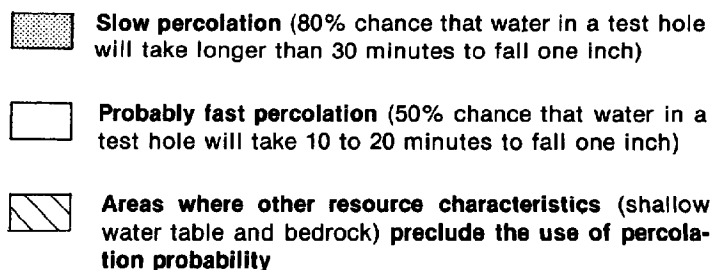 Slow percolation (80% chance that water in a test hole
will take longer than 30 minutes to fall one inch)
Probably fast percolation (50% chance that water in a
test hole will take 10 to 20 minutes to fall one inch)
Areas where other resource characteristics (shallow
water table and bedrock) preclude the use of percola-
tion probability